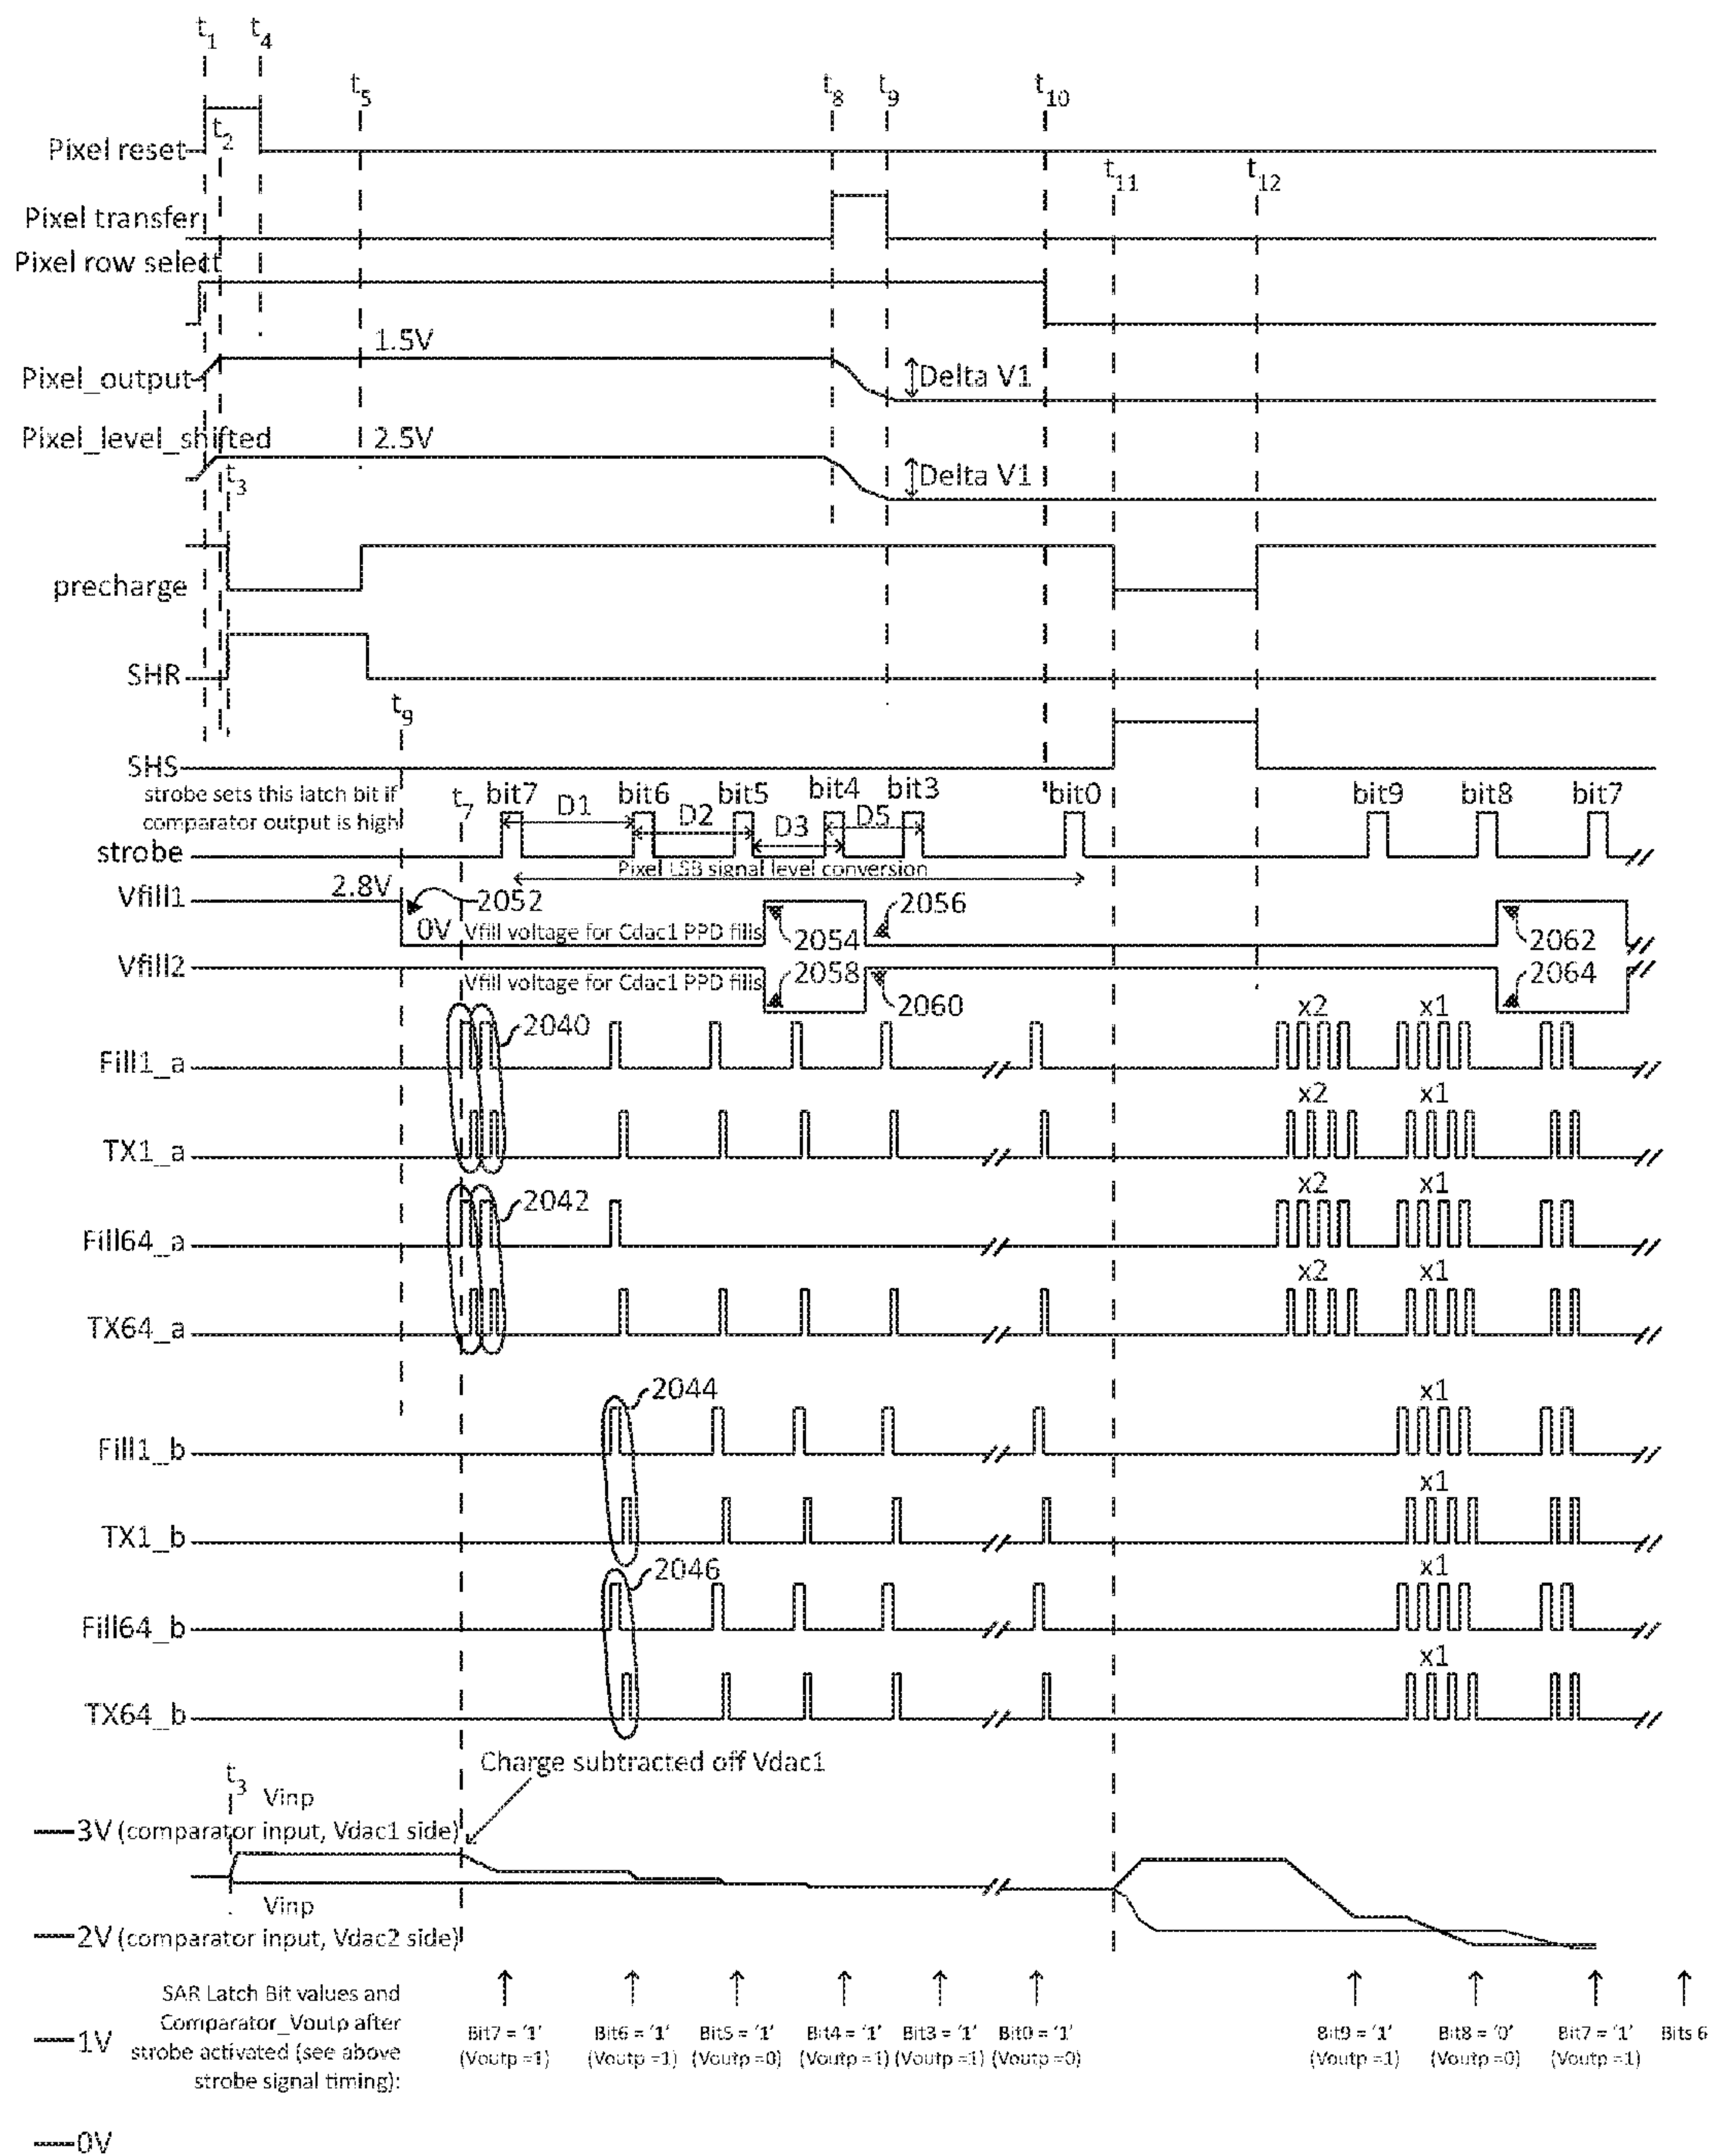 t1 t4
t5 t8 t9 t10
t2
Pixel reset
t11 t12
Pixel transfer
Pixel row select
1.5V
Pixel_output
Delta V1
Pixel_level_shifted
2.5V
Delta V1
t3
precharge
SHR
t9
SHS
strobe sets this latch bit if
comparator output is high
t7 bit7 bit6 bit5 bit4 bit3 bit0 bit9 bit8 bit7
D1 D2 D3 D5
strobe
Pixel LSB signal level conversion
2.8V
Vfill1
2052 2056
0V Vfill voltage for Cdac1 PPD fills
2054 2062
Vfill2
Vfill voltage for Cdac1 PPD fills
2058 2060 2064
x2 x1
2040
Fill1_a
x2 x1
TX1_a
x2 x1
2042
Fill64_a
x2 x1
TX64_a
2044 x1
Fill1_b
x1
TX1_b
2046 x1
Fill64_b
x1
TX64_b
Charge subtracted off Vdac1
t3 Vinp
3V (comparator input, Vdac1 side)
Vinp
2V (comparator input, Vdac2 side)
SAR Latch Bit values and
Comparator_Voutp after
strobe activated (see above
strobe signal timing):
1V
Bit7 = '1' Bit6 = '1' Bit5 = '1' Bit4 = '1' Bit3 = '1' Bit0 = '1' Bit9 = '1' Bit8 = '0' Bit7 = '1' Bits 6
(Voutp =1) (Voutp =1) (Voutp =0) (Voutp =1) (Voutp =1) (Voutp =0) (Voutp =1) (Voutp =0) (Voutp =1)
0V